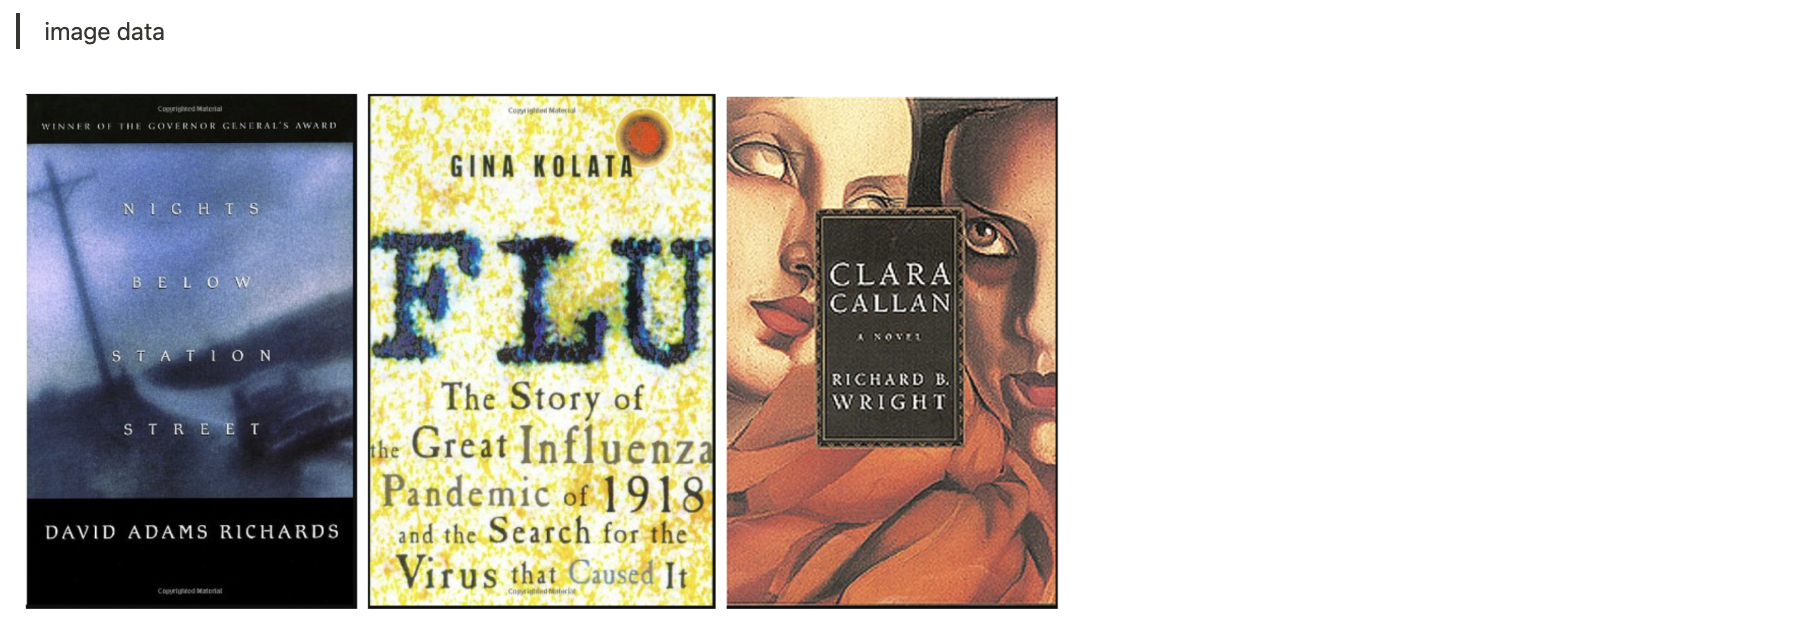 image data
Copyrighted Material
WINNER OF THE GOVERNOR GENERAL'S AWARD
NIGHTS
BELOW
STATION
STREET
DAVID ADAMS RICHARDS
Copyrighted Material
Copyrighted Material
GINA KOLATA
FLU
The Story of
the Great Influenza
Pandemic of 1918
and the Search for the
Virus that Caused It
Copyrighted Material
CLARA
CALLAN
A NOVEL
RICHARD B.
WRIGHT